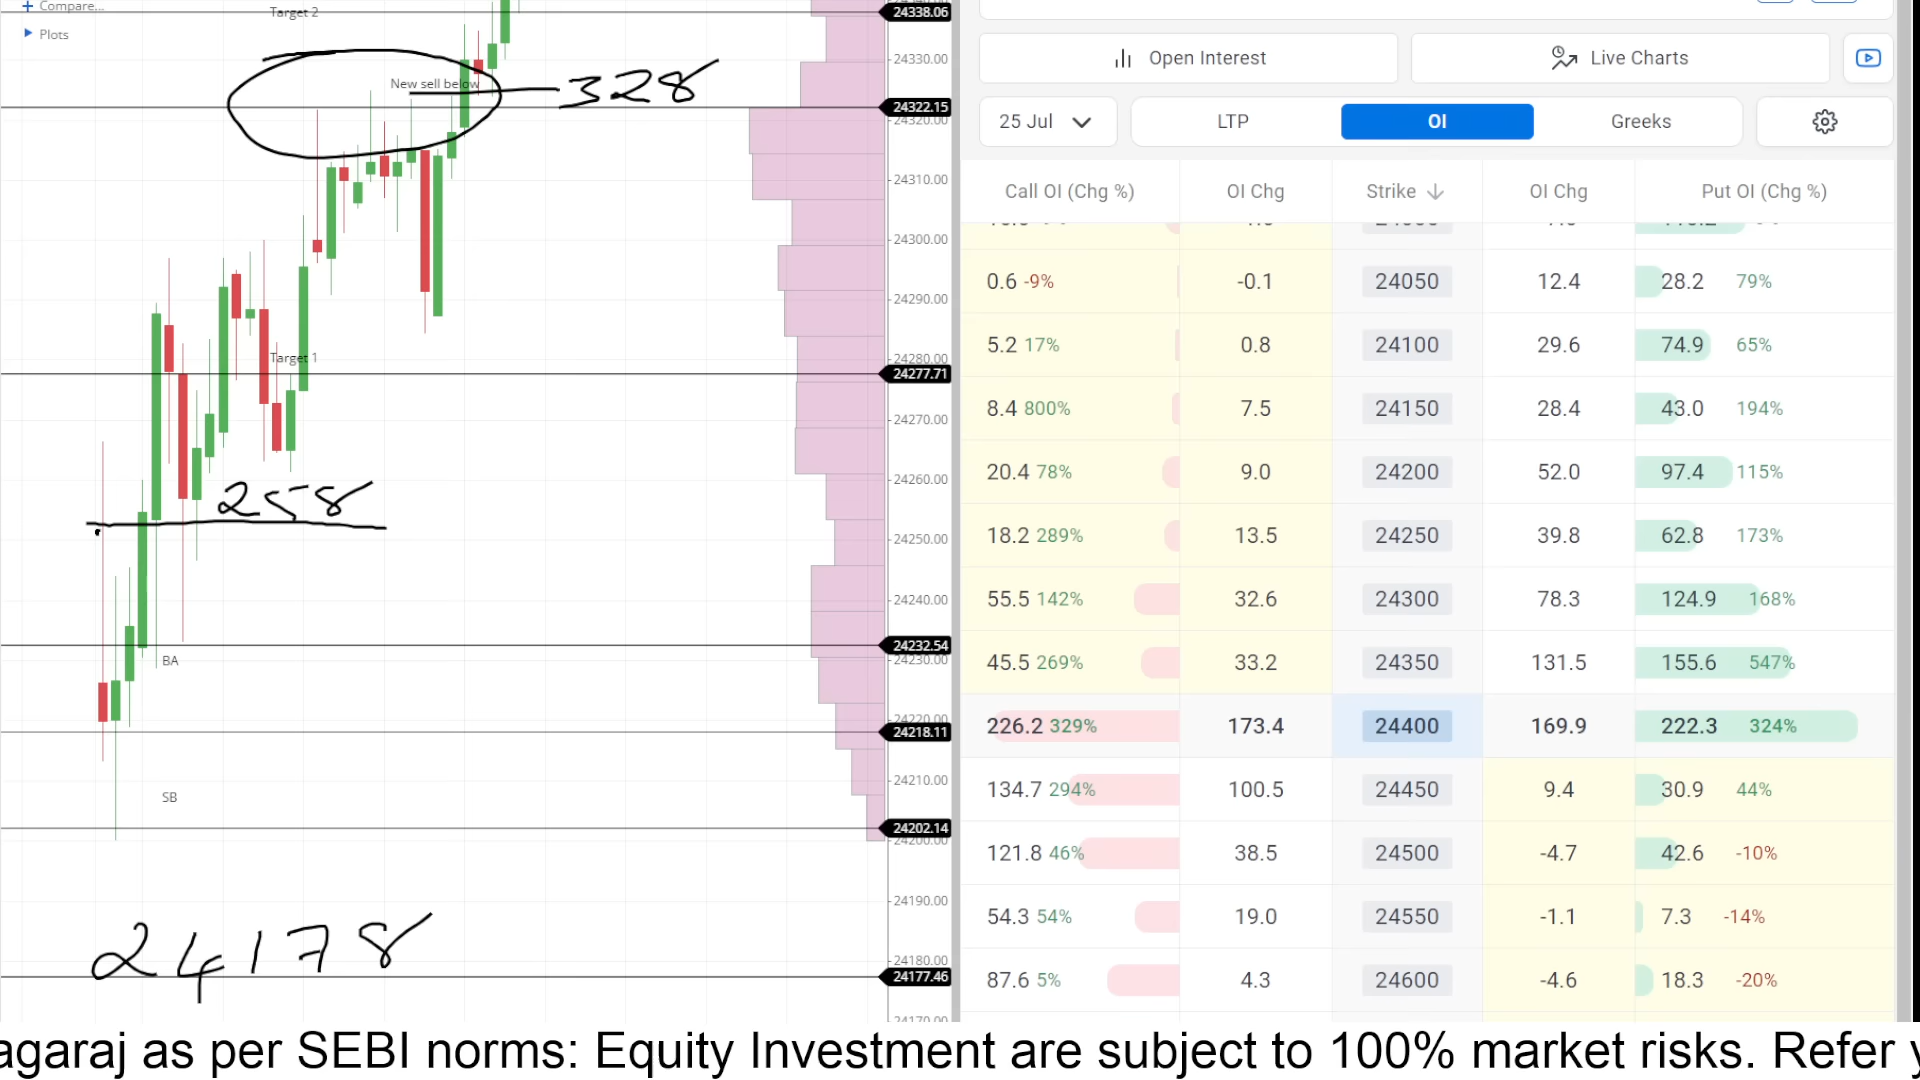 Compare...
Plots
Target 2
New sell below
328
Target 1
258
BA
SB
24178
24338.06
24330.00
24322.15
24320.00
24310.00
24300.00
24290.00
24280.00
24277.71
24270.00
24260.00
24250.00
24240.00
24232.54
24230.00
24220.00
24218.11
24210.00
24202.14
24200.00
24190.00
24180.00
24177.46
24170.00
Open Interest Live Charts
25 Jul LTP OI Greeks
Call OI (Chg %) OI Chg Strike OI Chg Put OI (Chg %)
0.6 -9% -0.1 24050 12.4 28.2 79%
5.2 17% 0.8 24100 29.6 74.9 65%
8.4 800% 7.5 24150 28.4 43.0 194%
20.4 78% 9.0 24200 52.0 97.4 115%
18.2 289% 13.5 24250 39.8 62.8 173%
55.5 142% 32.6 24300 78.3 124.9 168%
45.5 269% 33.2 24350 131.5 155.6 547%
226.2 329% 173.4 24400 169.9 222.3 324%
134.7 294% 100.5 24450 9.4 30.9 44%
121.8 46% 38.5 24500 -4.7 42.6 -10%
54.3 54% 19.0 24550 -1.1 7.3 -14%
87.6 5% 4.3 24600 -4.6 18.3 -20%
agaraj as per SEBI norms: Equity Investment are subject to 100% market risks. Refer y